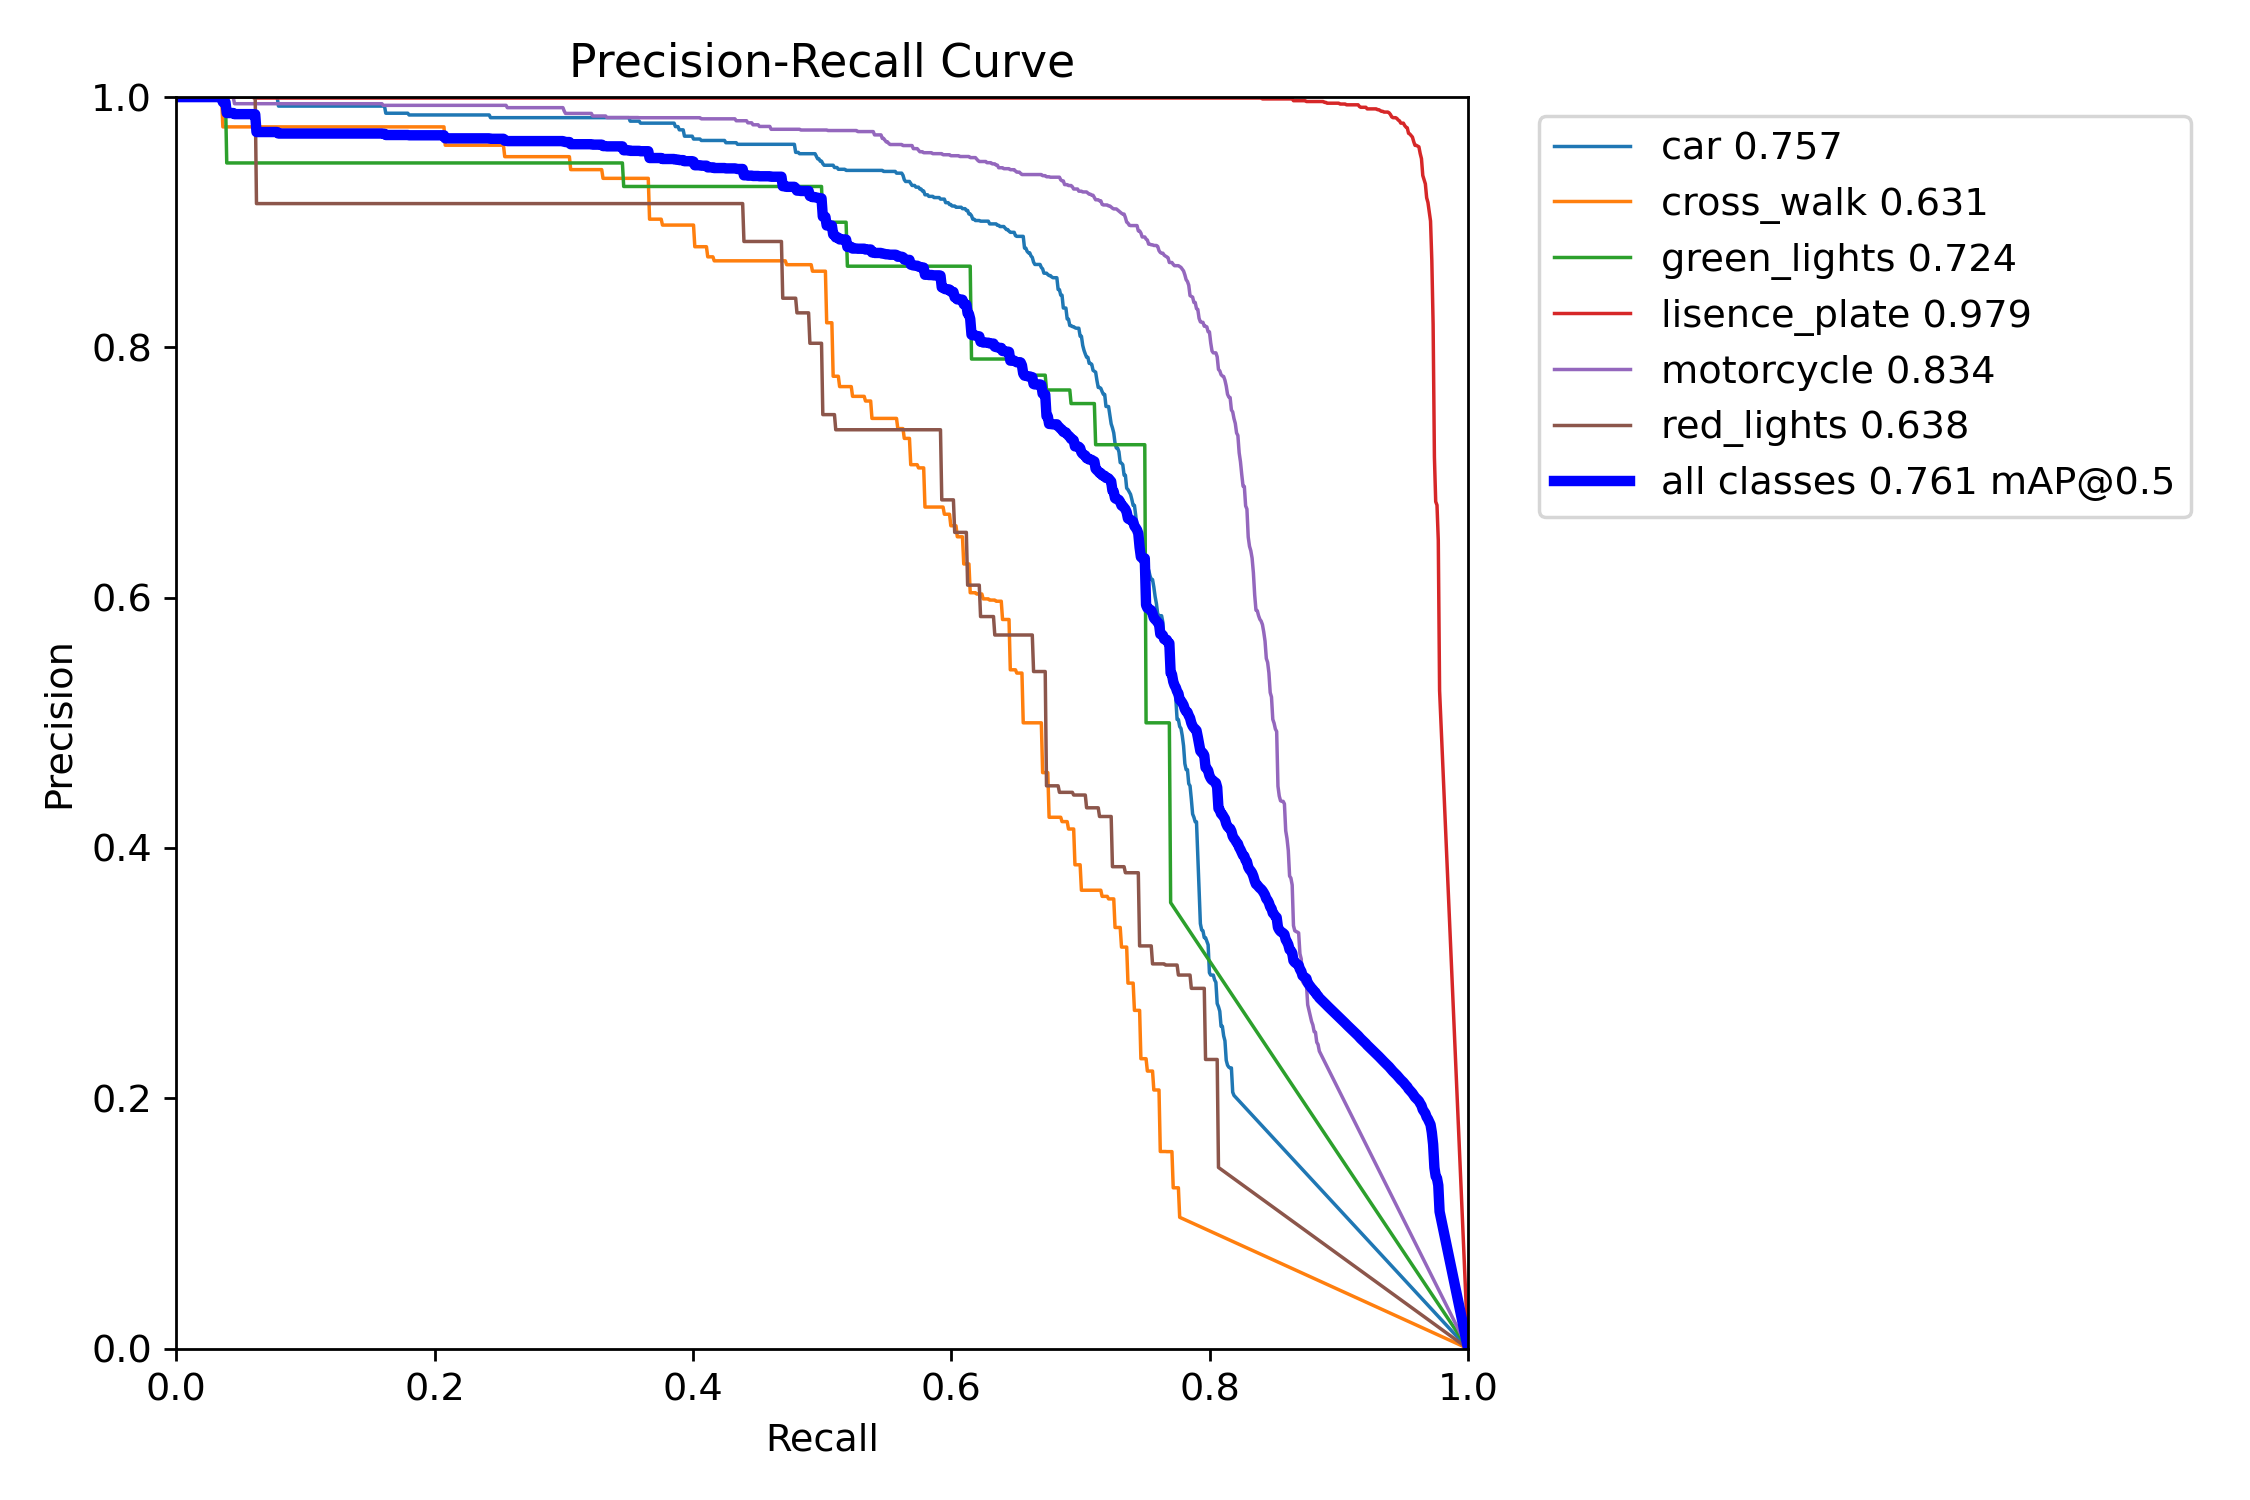 Precision-Recall Curve
1.0
0.8
0.6
0.4
0.2
0.0
Precision
0.0 0.2 0.4 0.6 0.8 1.0
Recall
car 0.757
cross_walk 0.631
green_lights 0.724
lisence_plate 0.979
motorcycle 0.834
red_lights 0.638
all classes 0.761 mAP@0.5